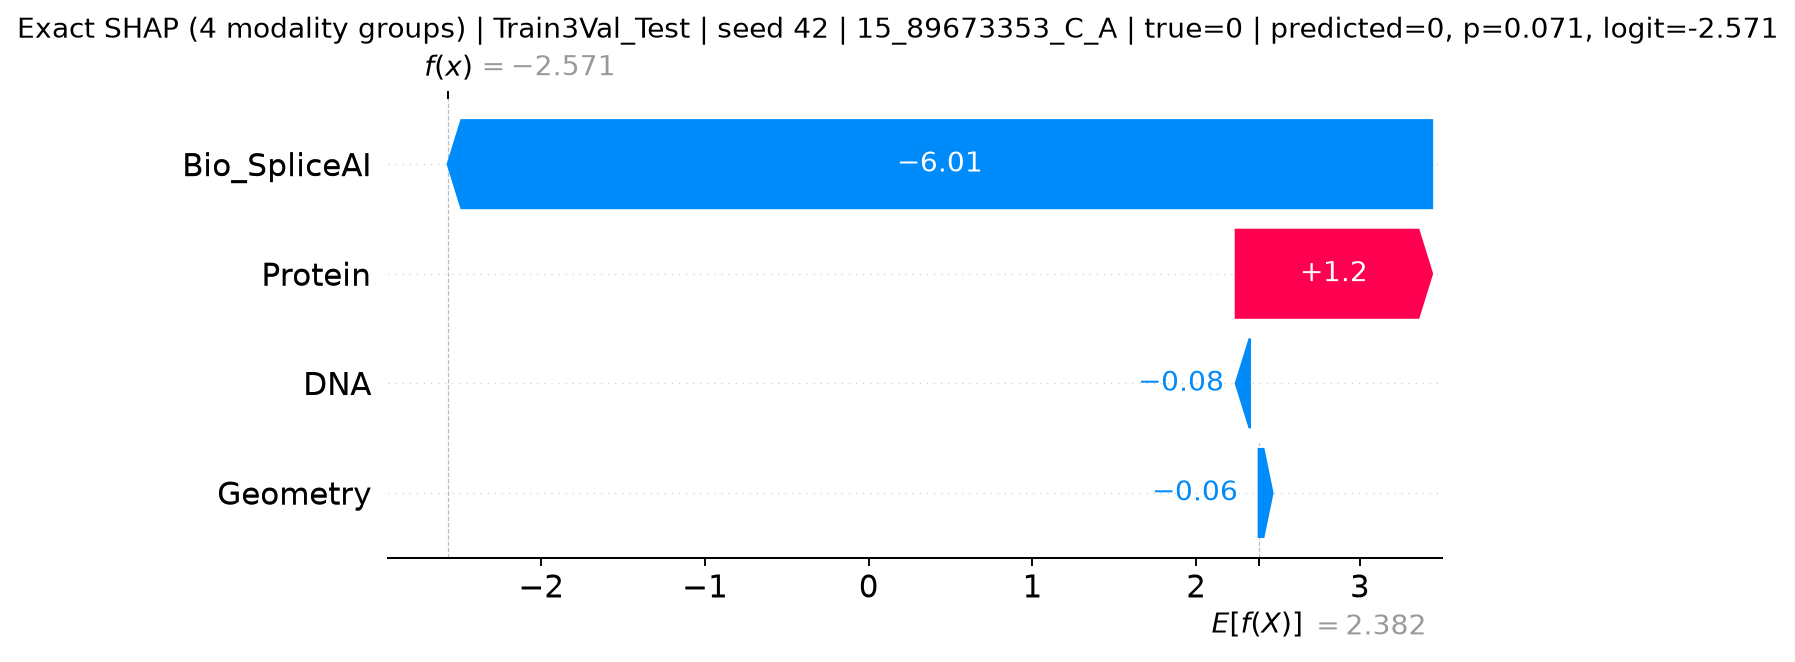 Exact SHAP (4 modality groups) | Train3Val_Test | seed 42 | 15_89673353_C_A | true=0 | predicted=0, p=0.071, logit=-2.571
f(x) = −2.571
Bio_SpliceAI −6.01
Protein +1.2
DNA −0.08
Geometry −0.06
−2 −1 0 1 2 3
E[f(X)] = 2.382